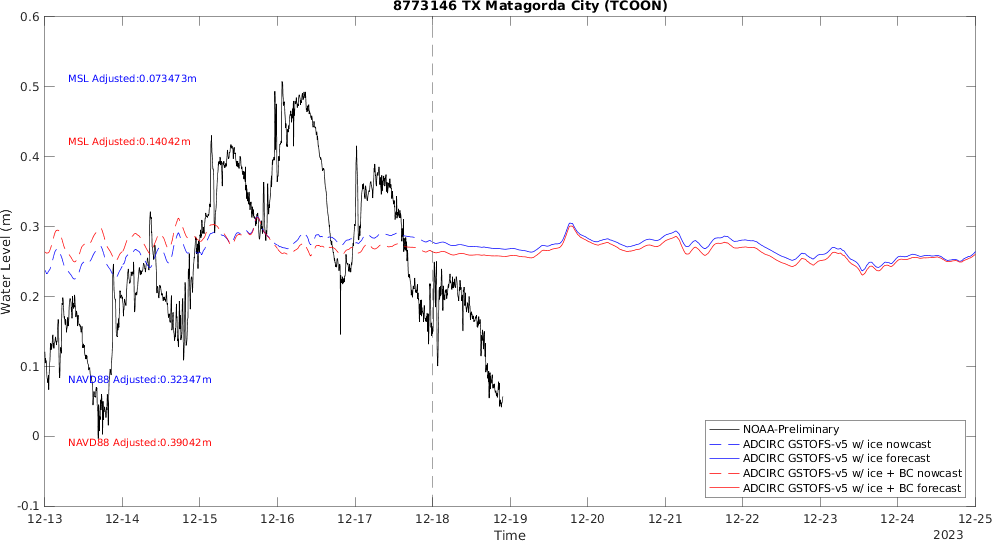 8773146 TX Matagorda City (TCOON)
0.6
0.5
0.4
0.3
0.2
0.1
0
-0.1
Water Level (m)
MSL Adjusted:0.073473m
MSL Adjusted:0.14042m
NAVD88 Adjusted:0.32347m
NAVD88 Adjusted:0.39042m
NOAA-Preliminary
ADCIRC GSTOFS-v5 w/ ice nowcast
ADCIRC GSTOFS-v5 w/ ice forecast
ADCIRC GSTOFS-v5 w/ ice + BC nowcast
ADCIRC GSTOFS-v5 w/ ice + BC forecast
12-13 12-14 12-15 12-16 12-17 12-18 12-19 12-20 12-21 12-22 12-23 12-24 12-25
Time
2023